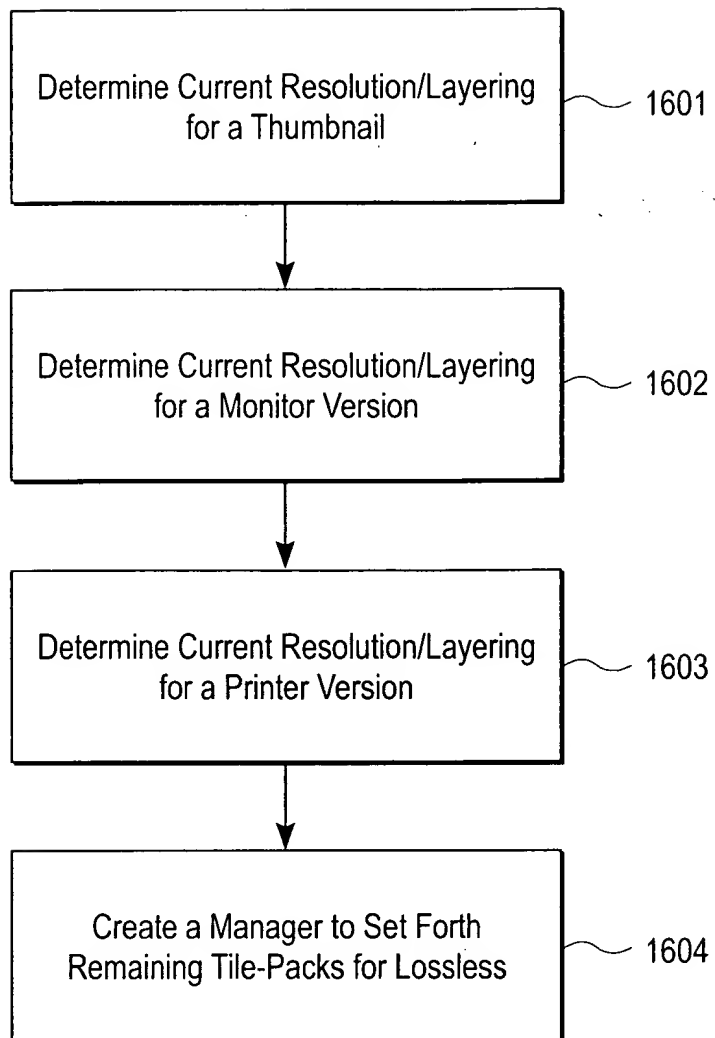 Determine Current Resolution/Layering
for a Thumbnail
1601
Determine Current Resolution/Layering
for a Monitor Version
1602
Determine Current Resolution/Layering
for a Printer Version
1603
Create a Manager to Set Forth
Remaining Tile-Packs for Lossless
1604